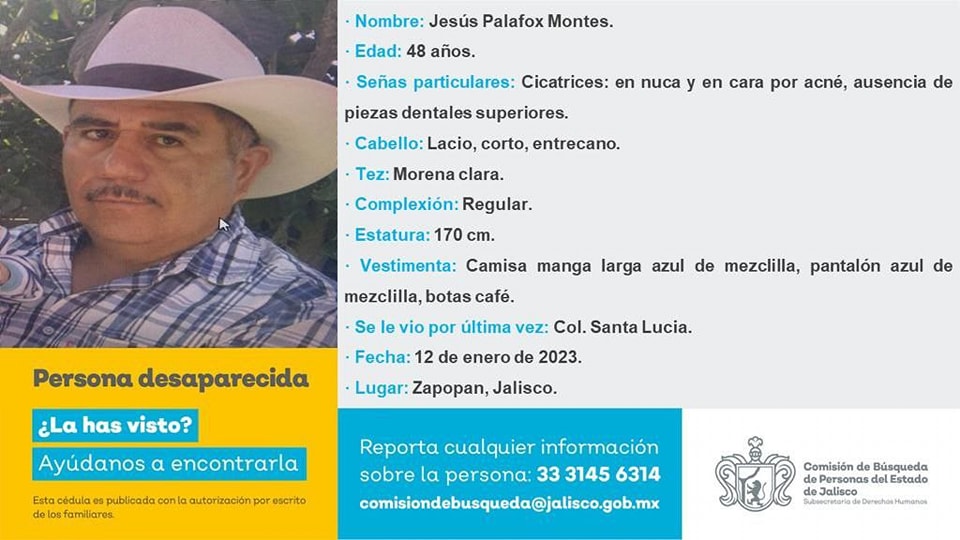 · Nombre: Jesús Palafox Montes.
· Edad: 48 años.
· Señas particulares: Cicatrices: en nuca y en cara por acné, ausencia de
piezas dentales superiores.
· Cabello: Lacio, corto, entrecano.
· Tez: Morena clara.
· Complexión: Regular.
· Estatura: 170 cm.
· Vestimenta: Camisa manga larga azul de mezclilla, pantalón azul de
mezclilla, botas café.
· Se le vio por última vez: Col. Santa Lucia.
· Fecha: 12 de enero de 2023.
· Lugar: Zapopan, Jalisco.
Persona desaparecida
¿La has visto?
Ayúdanos a encontrarla
Esta cédula es publicada con la autorización por escrito
de los familiares.
Reporta cualquier información
sobre la persona: 33 3145 6314
comisiondebusqueda@jalisco.gob.mx
Comisión de Búsqueda
de Personas del Estado
de Jalisco
Subsecretaría de Derechos Humanos